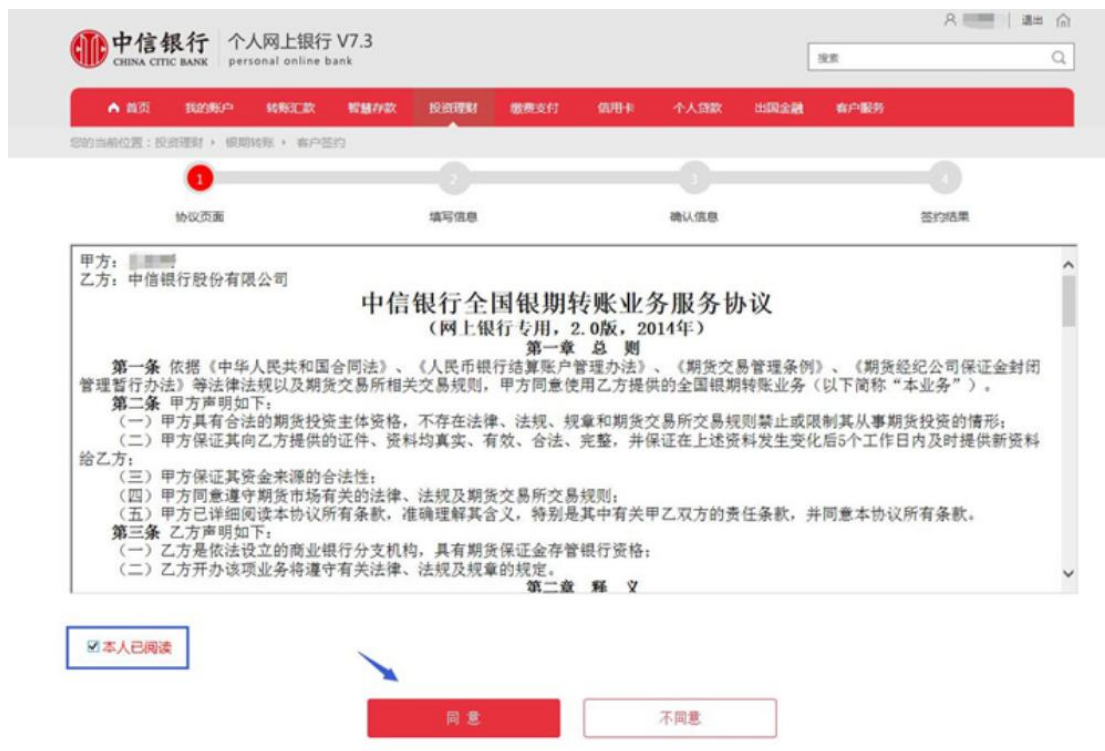 退出
中信银行 个人网上银行 V7.3
CHINA CITIC BANK personal online bank
搜索
首页 我的账户 转账汇款 智慧存款 投资理财 缴费支付 信用卡 个人贷款 出国金融 客户服务
您的当前位置：投资理财 › 银期转账 › 客户签约
1 2 3 4
协议页面 填写信息 确认信息 签约结果
甲方：
乙方：中信银行股份有限公司
中信银行全国银期转账业务服务协议
（网上银行专用，2.0版，2014年）
第一章 总 则
第一条 依据《中华人民共和国合同法》、《人民币银行结算账户管理办法》、《期货交易管理条例》、《期货经纪公司保证金封闭
管理暂行办法》等法律法规以及期货交易所相关交易规则，甲方同意使用乙方提供的全国银期转账业务（以下简称“本业务”）。
第二条 甲方声明如下：
（一）甲方具有合法的期货投资主体资格，不存在法律、法规、规章和期货交易所交易规则禁止或限制其从事期货投资的情形；
（二）甲方保证其向乙方提供的证件、资料均真实、有效、合法、完整，并保证在上述资料发生变化后5个工作日内及时提供新资料
给乙方；
（三）甲方保证其资金来源的合法性；
（四）甲方同意遵守期货市场有关的法律、法规及期货交易所交易规则；
（五）甲方已详细阅读本协议所有条款，准确理解其含义，特别是其中有关甲乙双方的责任条款，并同意本协议所有条款。
第三条 乙方声明如下：
（一）乙方是依法设立的商业银行分支机构，具有期货保证金存管银行资格；
（二）乙方开办该项业务将遵守有关法律、法规及规章的规定。
第二章 释 义
本人已阅读
同 意 不同意